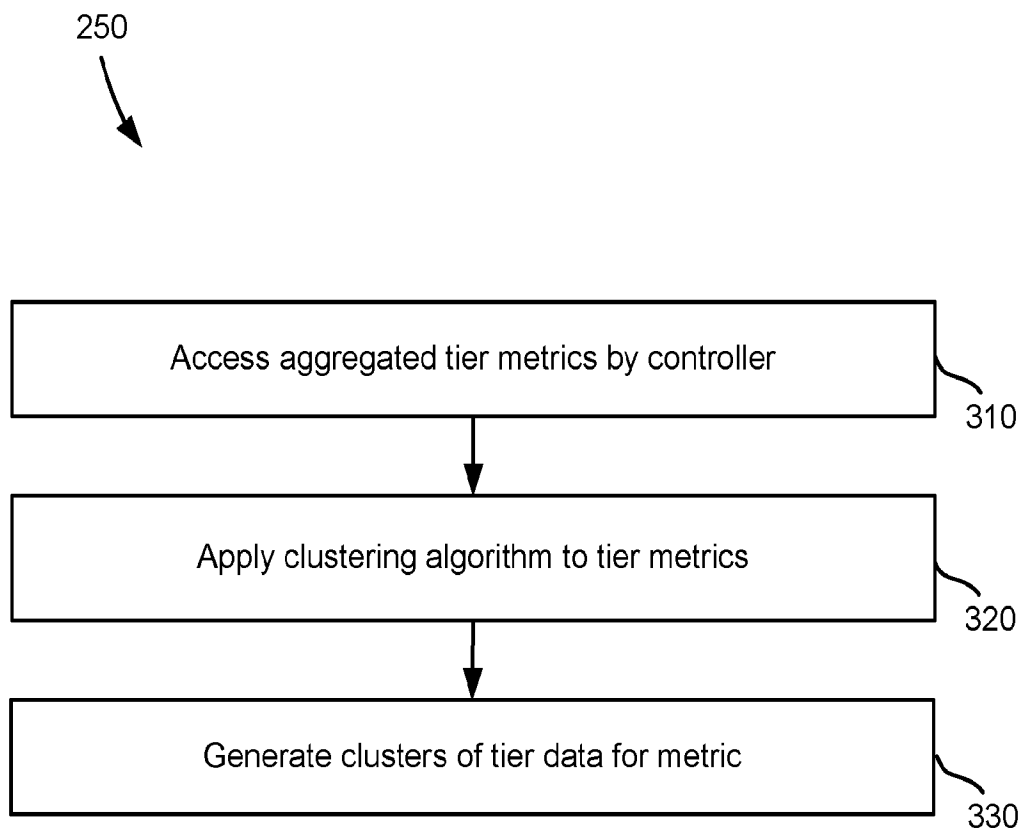 250
Access aggregated tier metrics by controller
310
Apply clustering algorithm to tier metrics
320
Generate clusters of tier data for metric
330